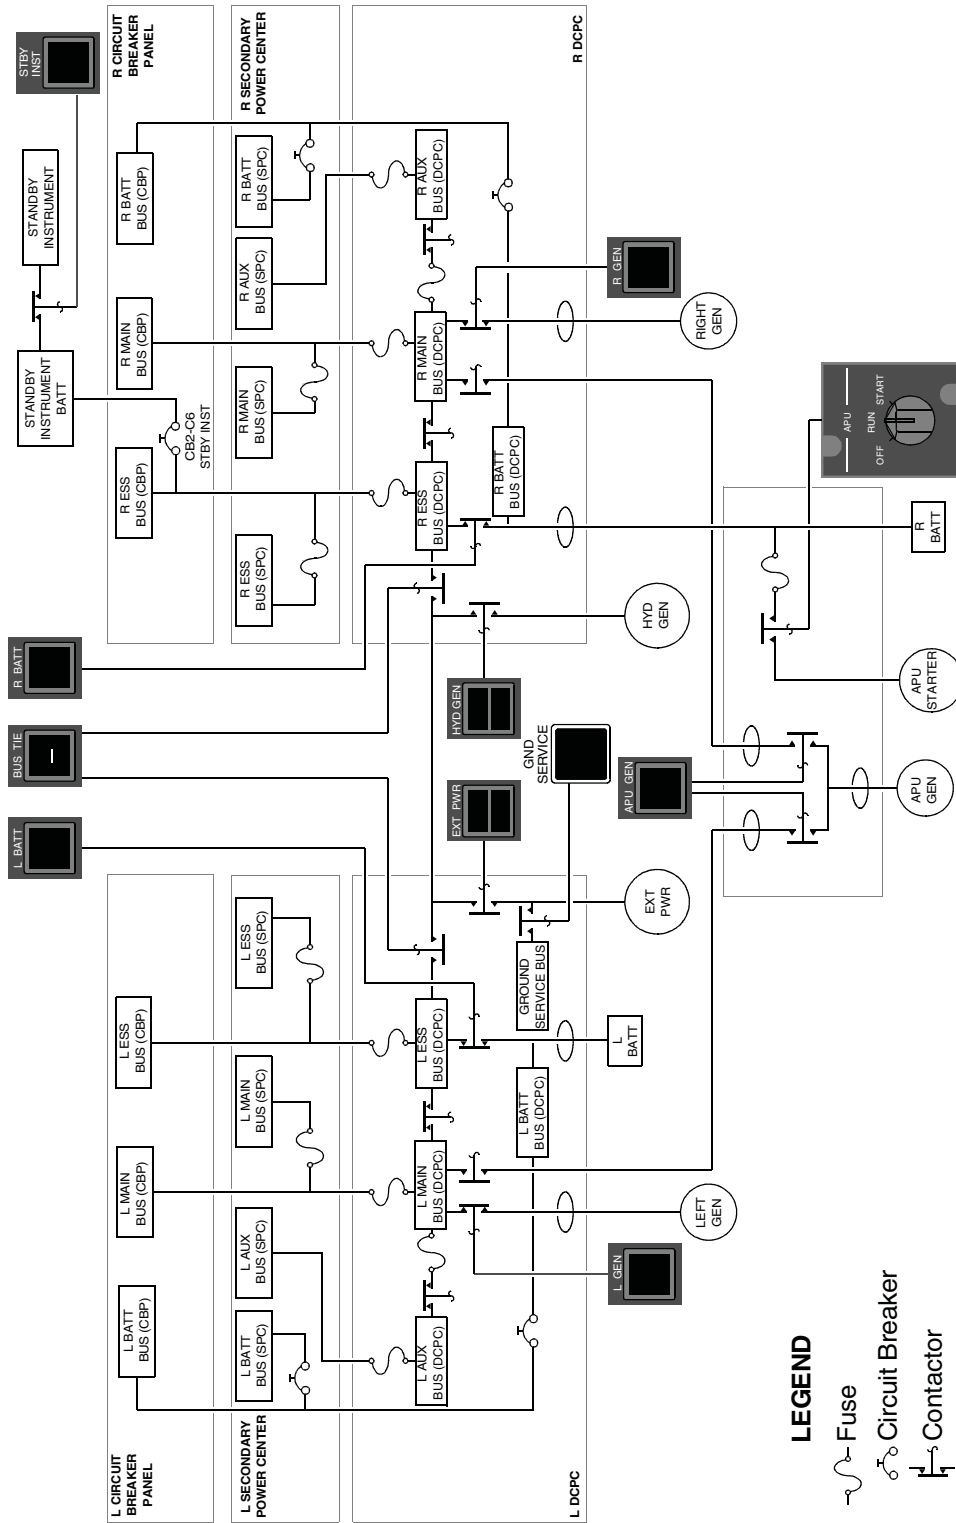 L CIRCUIT
BREAKER
PANEL
L BATT
BUS (CBP)
L MAIN
BUS (CBP)
L ESS
BUS (CBP)
L BATT
BUS TIE
R BATT
R ESS
BUS (CBP)
R MAIN
BUS (CBP)
R BATT
BUS (CBP)
R CIRCUIT
BREAKER
PANEL
STANDBY
INSTRUMENT
BATT
STANDBY
INSTRUMENT
STBY
INST
CB2-C6
STBY INST
L SECONDARY
POWER CENTER
L BATT
BUS (SPC)
L AUX
BUS (SPC)
L MAIN
BUS (SPC)
L ESS
BUS (SPC)
R ESS
BUS (SPC)
R MAIN
BUS (SPC)
R AUX
BUS (SPC)
R BATT
BUS (SPC)
R SECONDARY
POWER CENTER
L AUX
BUS (DCPC)
L MAIN
BUS (DCPC)
L ESS
BUS (DCPC)
R ESS
BUS (DCPC)
R MAIN
BUS (DCPC)
R AUX
BUS (DCPC)
L BATT
BUS (DCPC)
GROUND
SERVICE BUS
EXT PWR
GND
SERVICE
HYD GEN
R BATT
BUS (DCPC)
L DCPC
R DCPC
L GEN
LEFT
GEN
L
BATT
EXT
PWR
APU GEN
HYD
GEN
R GEN
RIGHT
GEN
APU
OFF
RUN
START
APU
GEN
APU
STARTER
R
BATT
LEGEND
Fuse
Circuit Breaker
Contactor